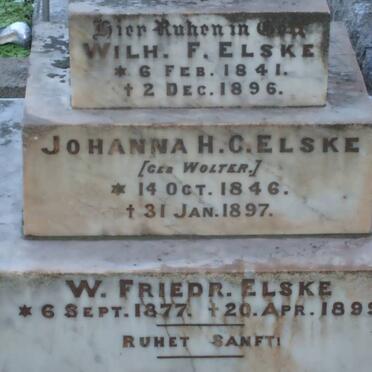 Hier Ruhen in Gott
WILH. F. ELSKE
* 6 FEB. 1841.
† 2 DEC. 1896.
JOHANNA H.C. ELSKE
[GEB WOLTER.]
* 14 OCT. 1846.
† 31 JAN. 1897.
W. FRIEDR. ELSKE
* 6 SEPT. 1877. † 20. APR. 1899
RUHET SANFT!